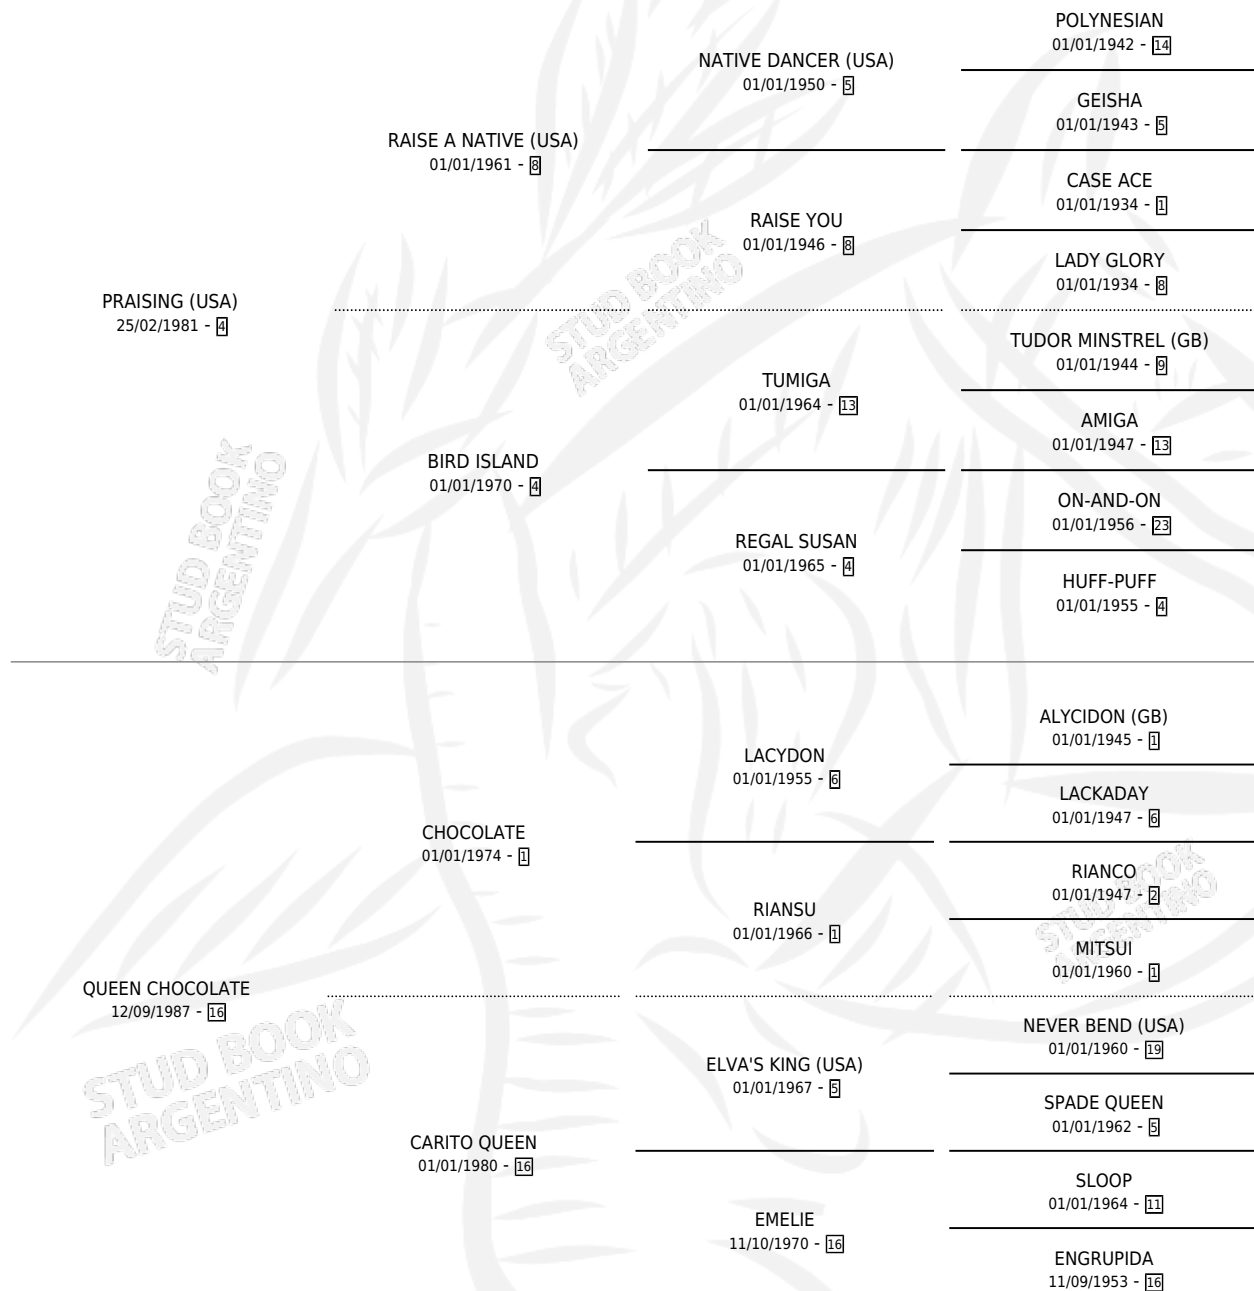 POLYNESIAN
01/01/1942 - 14
NATIVE DANCER (USA)
01/01/1950 - 5
GEISHA
01/01/1943 - 5
RAISE A NATIVE (USA)
01/01/1961 - 8
CASE ACE
01/01/1934 - 1
RAISE YOU
01/01/1946 - 8
LADY GLORY
01/01/1934 - 8
PRAISING (USA)
25/02/1981 - 4
TUDOR MINSTREL (GB)
01/01/1944 - 9
TUMIGA
01/01/1964 - 13
AMIGA
01/01/1947 - 13
BIRD ISLAND
01/01/1970 - 4
ON-AND-ON
01/01/1956 - 23
REGAL SUSAN
01/01/1965 - 4
HUFF-PUFF
01/01/1955 - 4
ALYCIDON (GB)
01/01/1945 - 1
LACYDON
01/01/1955 - 6
LACKADAY
01/01/1947 - 6
CHOCOLATE
01/01/1974 - 1
RIANCO
01/01/1947 - 2
RIANSU
01/01/1966 - 1
MITSUI
01/01/1960 - 1
QUEEN CHOCOLATE
12/09/1987 - 16
NEVER BEND (USA)
01/01/1960 - 19
ELVA'S KING (USA)
01/01/1967 - 5
SPADE QUEEN
01/01/1962 - 5
CARITO QUEEN
01/01/1980 - 16
SLOOP
01/01/1964 - 11
EMELIE
11/10/1970 - 16
ENGRUPIDA
11/09/1953 - 16
STUD BOOK
ARGENTINO
STUD BOOK
ARGENTINO
STUD BOOK
ARGENTINO
STUD BOOK
ARGENTINO